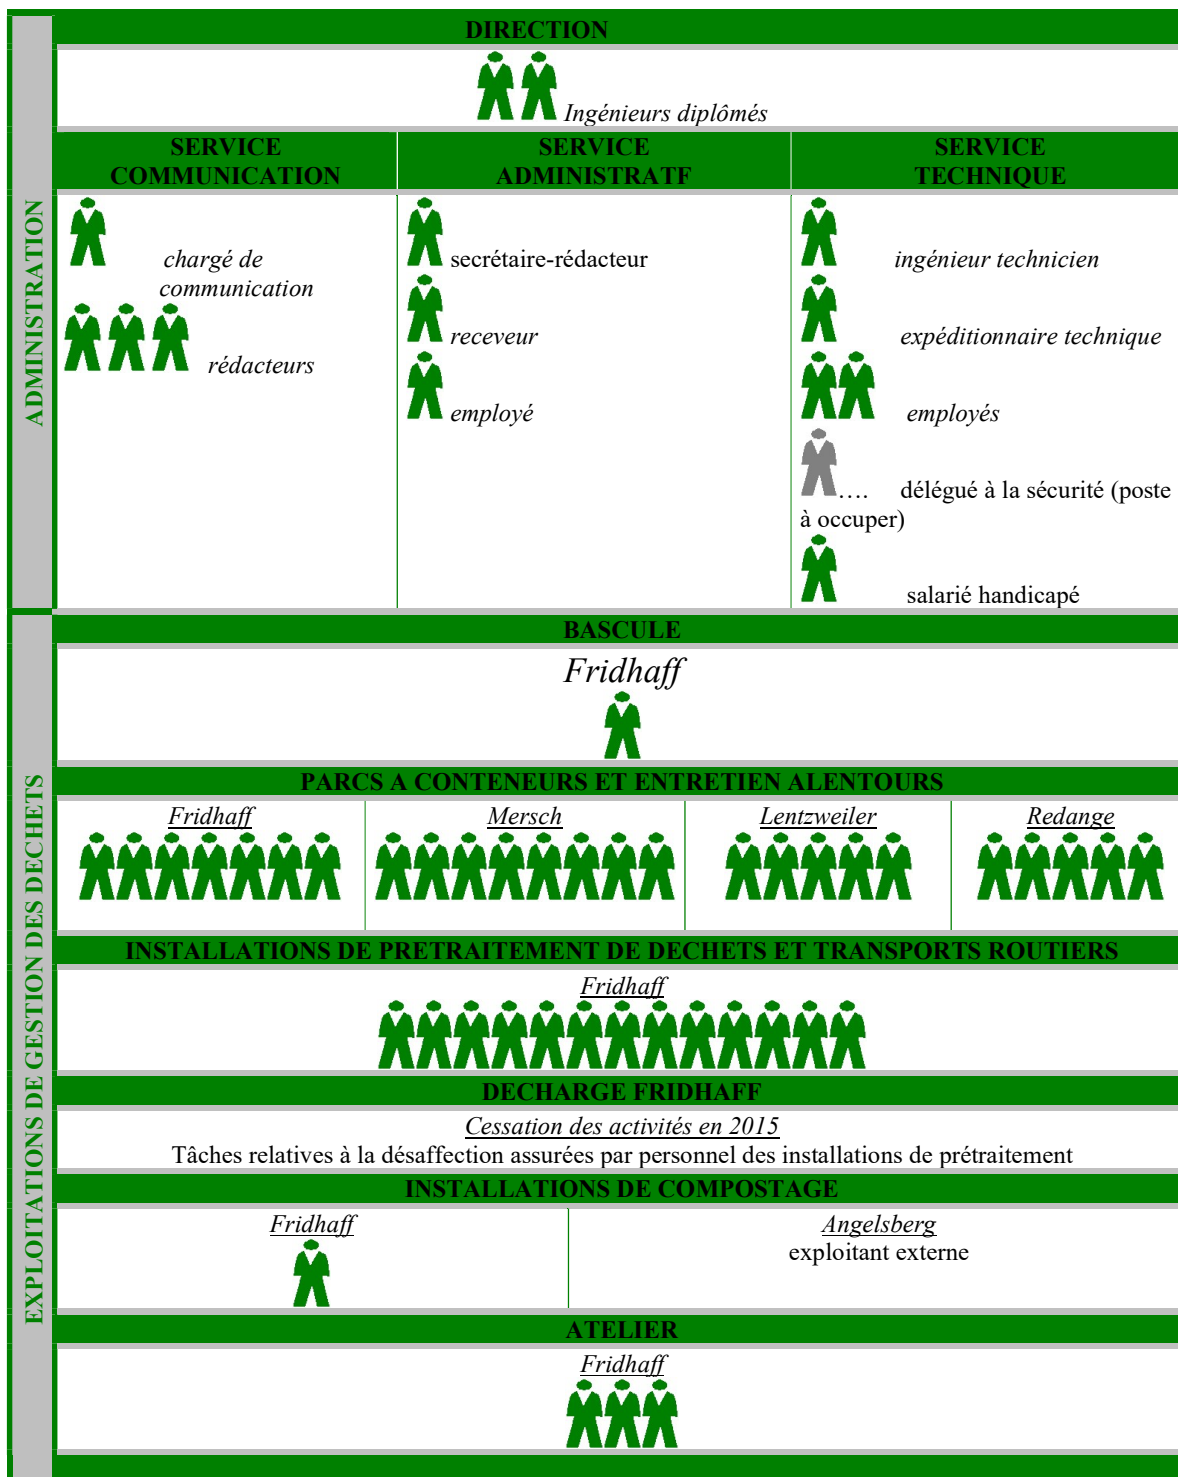 DIRECTION
Ingénieurs diplômés
SERVICE
COMMUNICATION
SERVICE
ADMINISTRATF
SERVICE
TECHNIQUE
ADMINISTRATION
chargé de
communication
rédacteurs
secrétaire-rédacteur
receveur
employé
ingénieur technicien
expéditionnaire technique
employés
…. délégué à la sécurité (poste
à occuper)
salarié handicapé
EXPLOITATIONS DE GESTION DES DECHETS
BASCULE
Fridhaff
PARCS A CONTENEURS ET ENTRETIEN ALENTOURS
Fridhaff
Mersch
Lentzweiler
Redange
INSTALLATIONS DE PRETRAITEMENT DE DECHETS ET TRANSPORTS ROUTIERS
Fridhaff
DECHARGE FRIDHAFF
Cessation des activités en 2015
Tâches relatives à la désaffection assurées par personnel des installations de prétraitement
INSTALLATIONS DE COMPOSTAGE
Fridhaff
Angelsberg
exploitant externe
ATELIER
Fridhaff